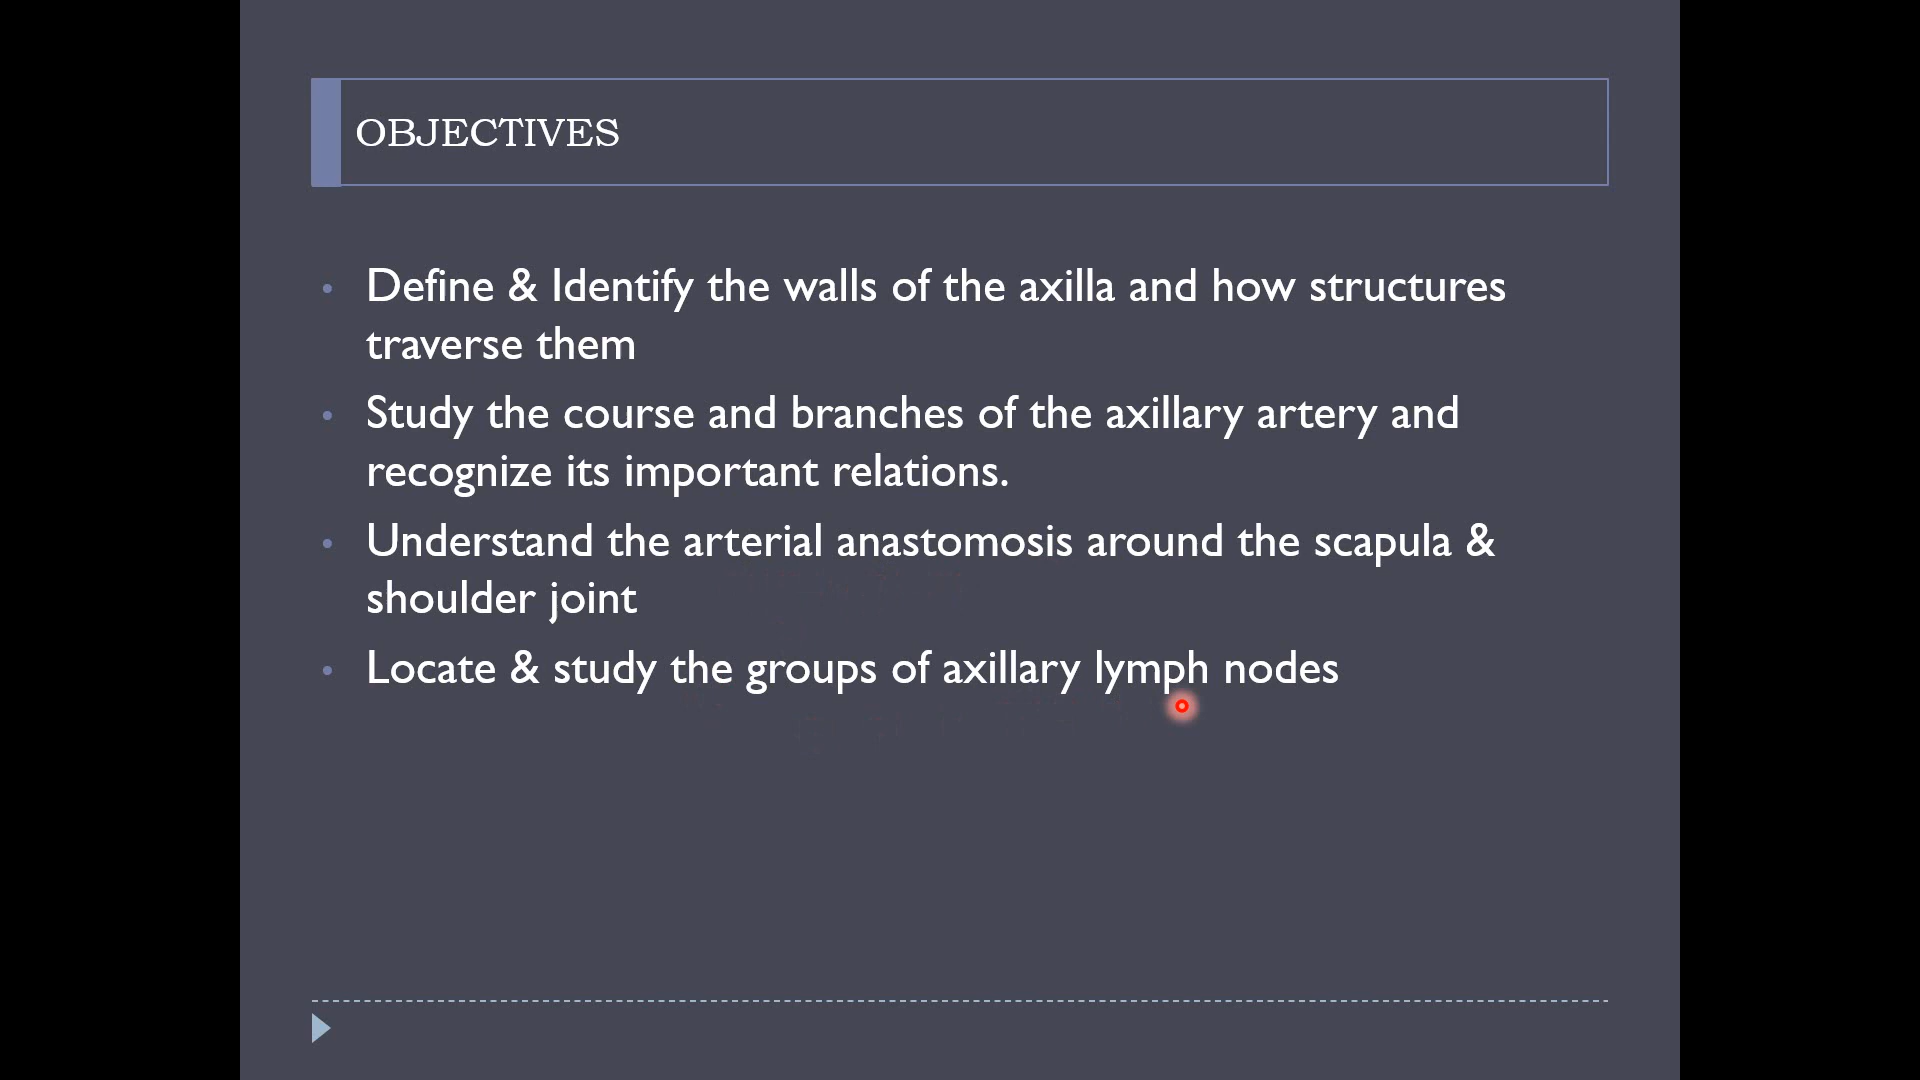 OBJECTIVES
• Define & Identify the walls of the axilla and how structures
traverse them
• Study the course and branches of the axillary artery and
recognize its important relations.
• Understand the arterial anastomosis around the scapula &
shoulder joint
• Locate & study the groups of axillary lymph nodes